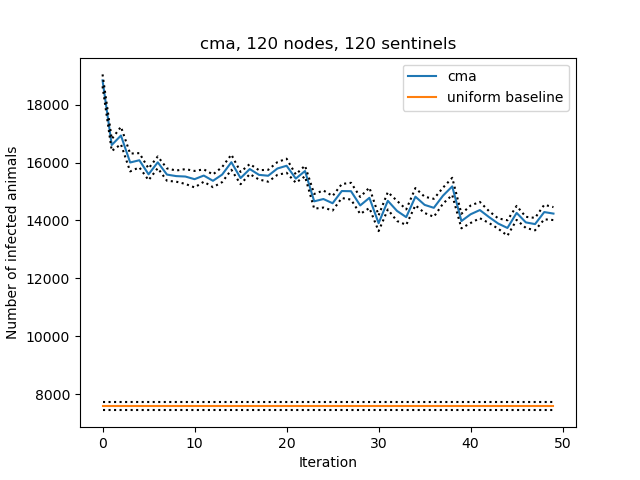 cma, 120 nodes, 120 sentinels
cma
uniform baseline
Number of infected animals
18000
16000
14000
12000
10000
8000
0 10 20 30 40 50
Iteration